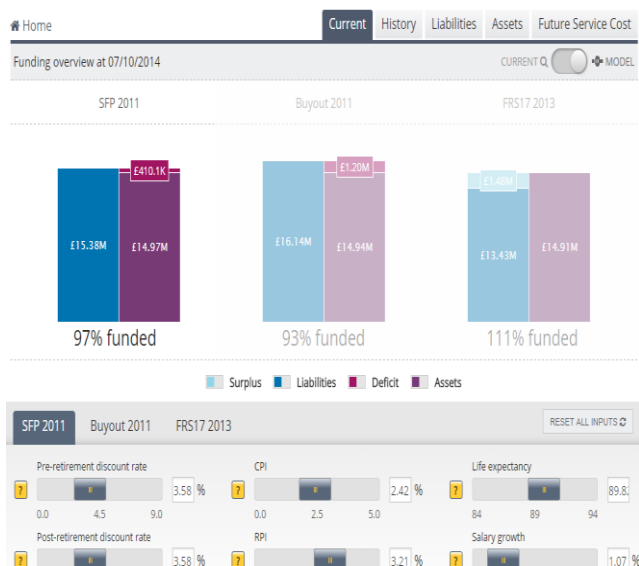 Home
Current History Liabilities Assets Future Service Cost
Funding overview at 07/10/2014
CURRENT MODEL
SFP 2011 Buyout 2011 FRS17 2013
£410.1K £1.20M £1.48M
£15.38M £14.97M £16.14M £14.94M £13.43M £14.91M
97% funded 93% funded 111% funded
Surplus Liabilities Deficit Assets
SFP 2011 Buyout 2011 FRS17 2013 RESET ALL INPUTS
Pre-retirement discount rate CPI Life expectancy
? 3.58 % ? 2.42 % ? 89.8
0.0 4.5 9.0 0.0 2.5 5.0 84 89 94
Post-retirement discount rate RPI Salary growth
? 3.58 % ? 3.21 % ? 1.07 %